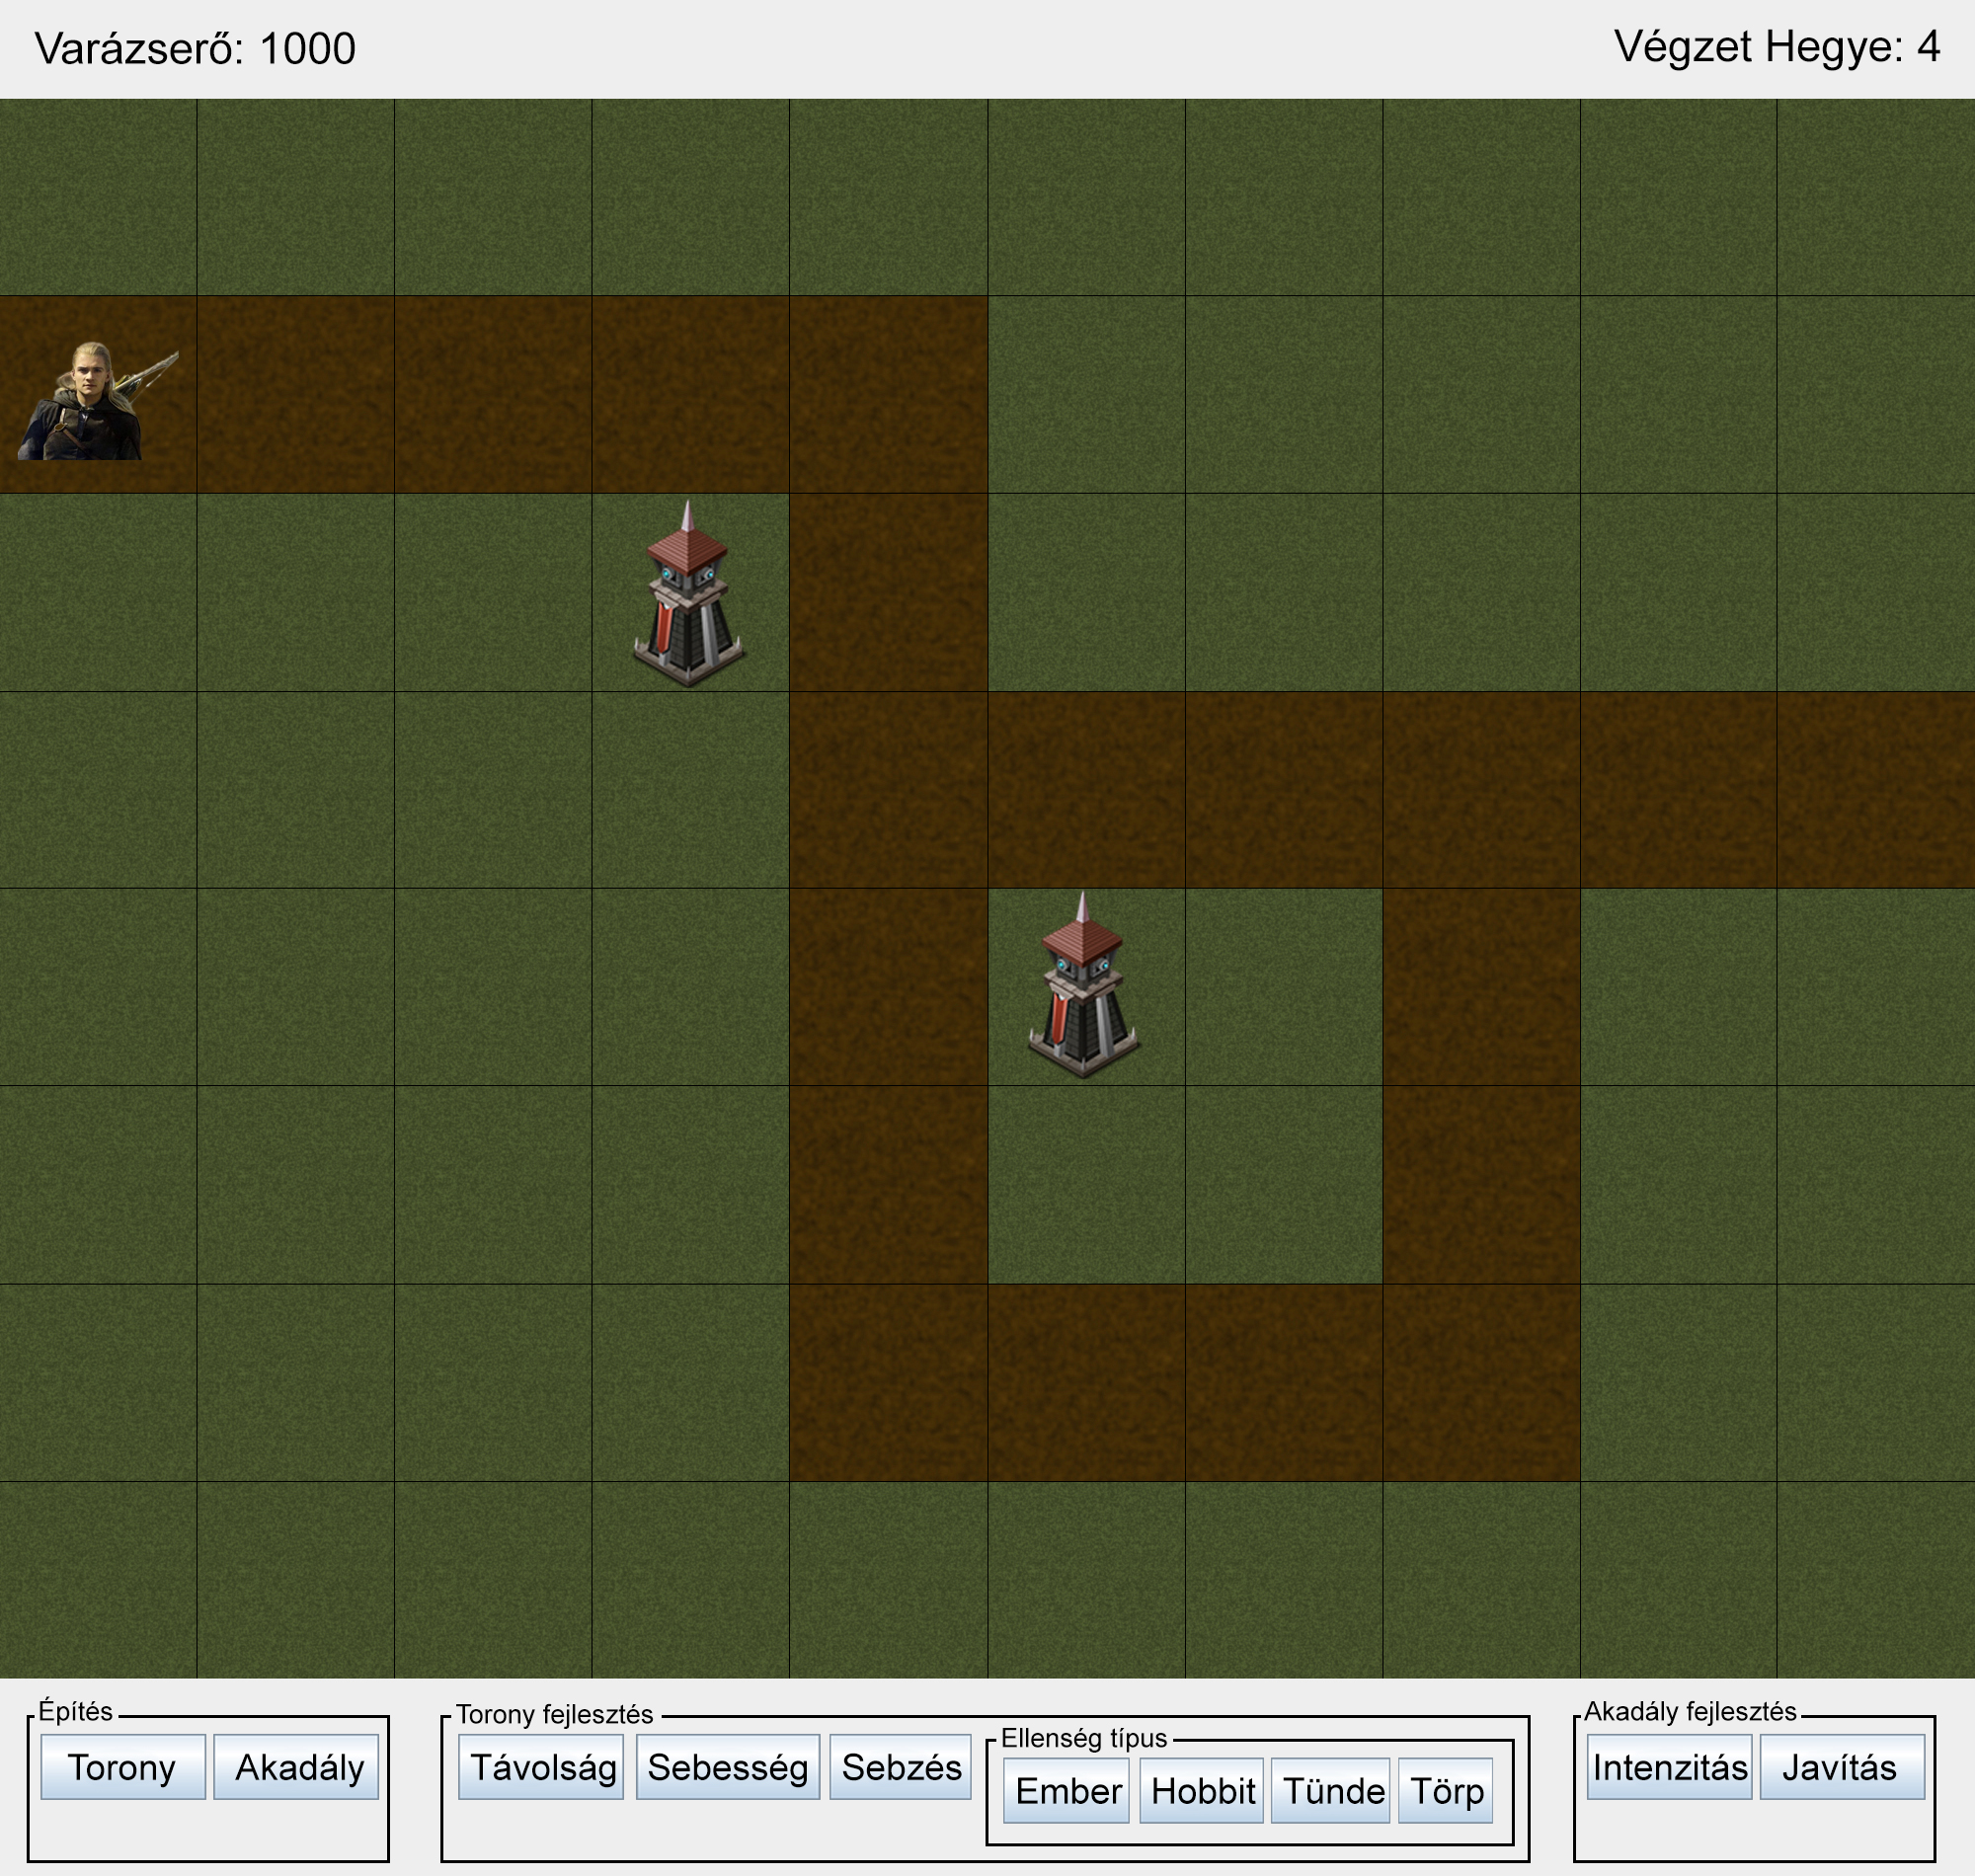 Varázserő: 1000
Végzet Hegye: 4
Építés
Torony
Akadály
Torony fejlesztés
Távolság
Sebesség
Sebzés
Ellenség típus
Ember
Hobbit
Tünde
Törp
Akadály fejlesztés
Intenzitás
Javítás